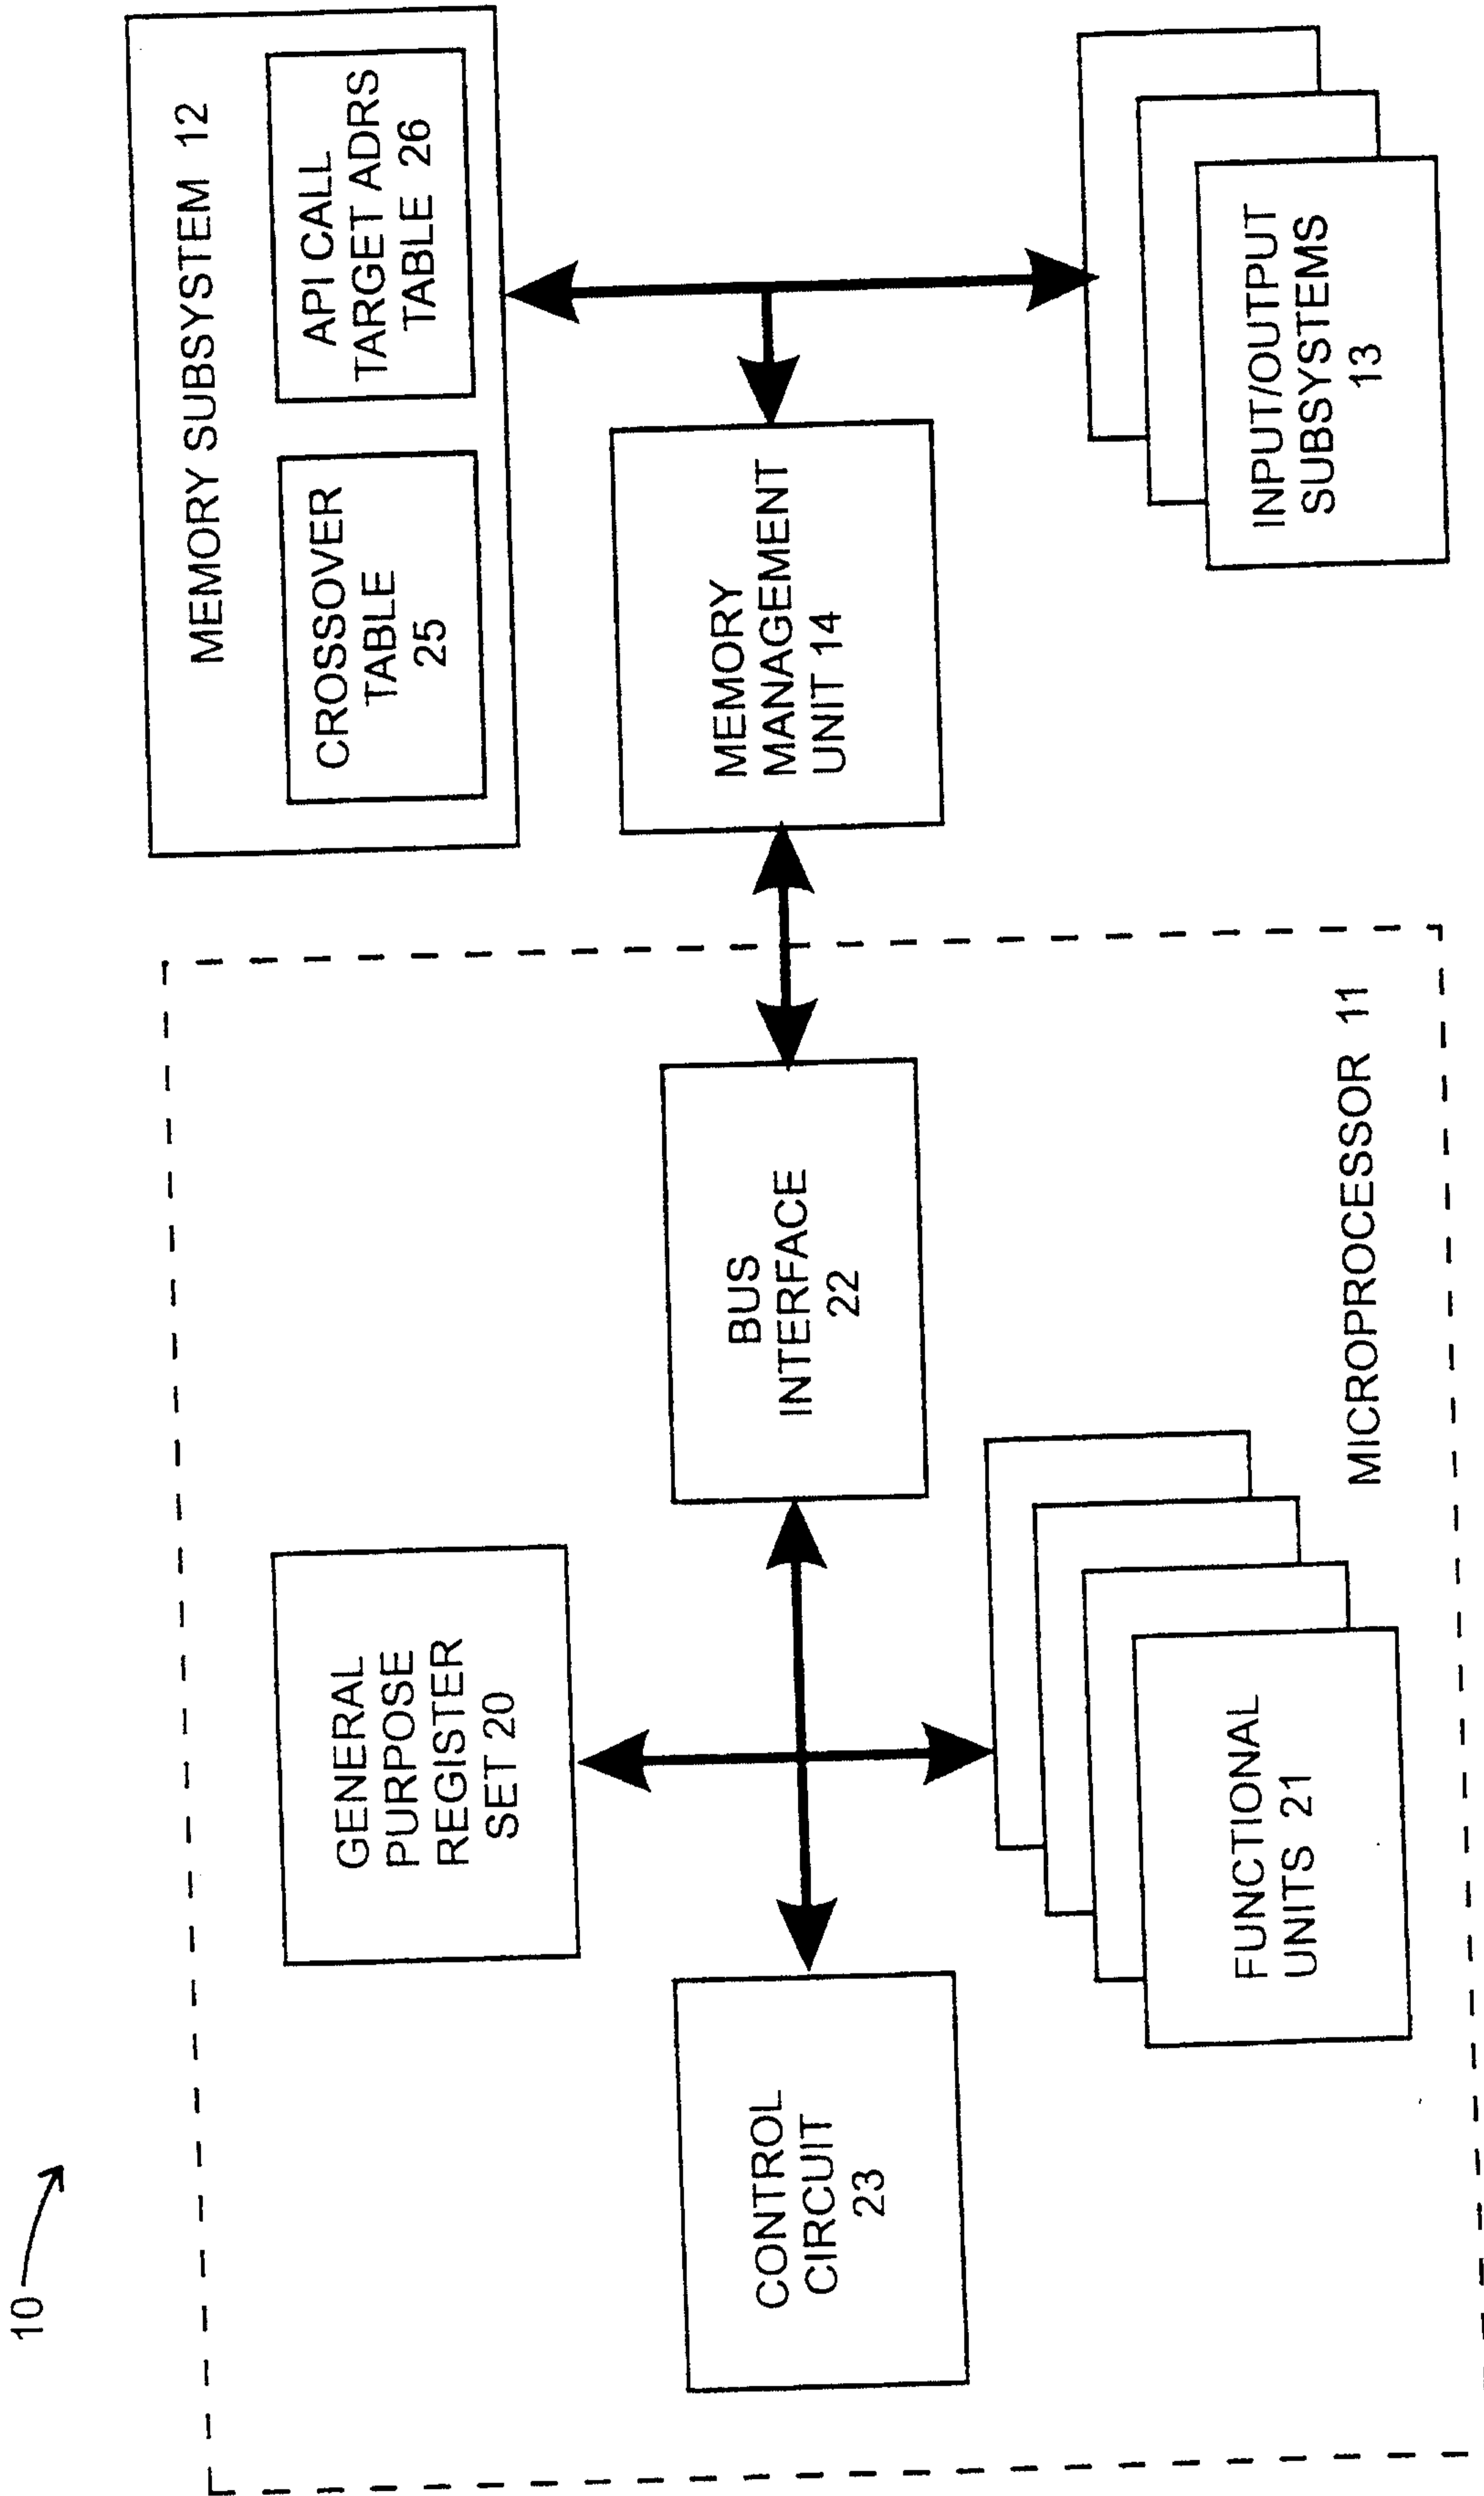 10
GENERAL
PURPOSE
REGISTER
SET 20
CONTROL
CIRCUIT
23
BUS
INTERFACE
22
FUNCTIONAL
UNITS 21
MICROPROCESSOR 11
MEMORY SUBSYSTEM 12
CROSSOVER
TABLE
25
API CALL
TARGET ADRS
TABLE 26
MEMORY
MANAGEMENT
UNIT 14
INPUT/OUTPUT
SUBSYSTEMS
13